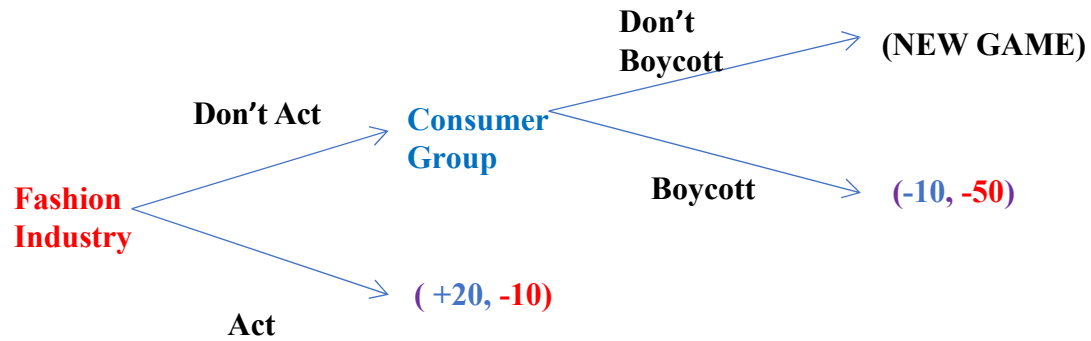 Don't
Boycott
(NEW GAME)
Don't Act
Consumer
Group
Boycott
(-10, -50)
Fashion
Industry
( +20, -10)
Act